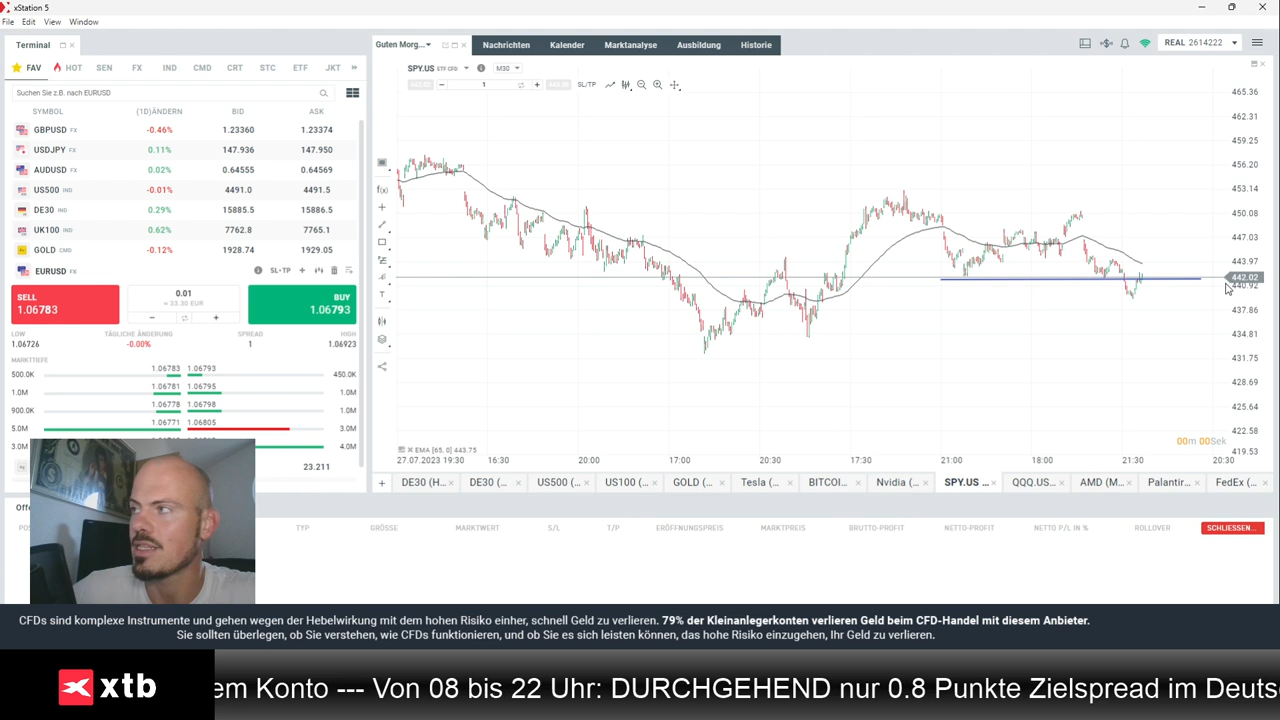 xStation 5
File Edit View Window
Terminal
Guten Morg...
Nachrichten Kalender Marktanalyse Ausbildung Historie
REAL 2614222
FAV HOT SEN FX IND CMD CRT STC ETF JKT
Suchen Sie z.B. nach EURUSD
SYMBOL (1D)ÄNDERN BID ASK
GBPUSD FX -0.46% 1.23360 1.23374
USDJPY FX 0.11% 147.936 147.950
AUDUSD FX 0.02% 0.64555 0.64569
US500 IND -0.01% 4491.0 4491.5
DE30 IND 0.29% 15885.5 15886.5
UK100 IND 0.62% 7762.8 7765.1
GOLD CMD -0.12% 1928.74 1929.05
EURUSD FX SL•TP
SELL
1.06783
0.01
≈ 33.30 EUR
BUY
1.06793
LOW TÄGLICHE ÄNDERUNG SPREAD HIGH
1.06726 -0.00% 1 1.06923
MARKTTIEFE
500.0K 1.06783 1.06793 450.0K
1.0M 1.06781 1.06795 1.0M
900.0K 1.06778 1.06798 1.0M
5.0M 1.06771 1.06805 3.0M
3.0M 4.0M
23.211
SPY.US ETF CFD M30
1 SL/TP
465.36
462.31
459.25
456.20
453.14
450.08
447.03
443.97
442.02
440.92
437.86
434.81
431.75
428.69
425.64
422.58
419.53
00m 00Sek
EMA [65, 0] 443.75
27.07.2023 19:30 16:30 20:00 17:00 20:30 17:30 21:00 18:00 21:30 20:30
DE30 (H... DE30 (... US500 (... US100 (... GOLD (... Tesla (... BITCOI... Nvidia (... SPY.US ... QQQ.US... AMD (M... Palantir... FedEx (...
TYP GRÖSSE MARKTWERT S/L T/P ERÖFFNUNGSPREIS MARKTPREIS BRUTTO-PROFIT NETTO-PROFIT NETTO P/L IN % ROLLOVER SCHLIESSEN...
CFDs sind komplexe Instrumente und gehen wegen der Hebelwirkung mit dem hohen Risiko einher, schnell Geld zu verlieren. 79% der Kleinanlegerkonten verlieren Geld beim CFD-Handel mit diesem Anbieter.
Sie sollten überlegen, ob Sie verstehen, wie CFDs funktionieren, und ob Sie es sich leisten können, das hohe Risiko einzugehen, Ihr Geld zu verlieren.
xtb
em Konto --- Von 08 bis 22 Uhr: DURCHGEHEND nur 0.8 Punkte Zielspread im Deuts